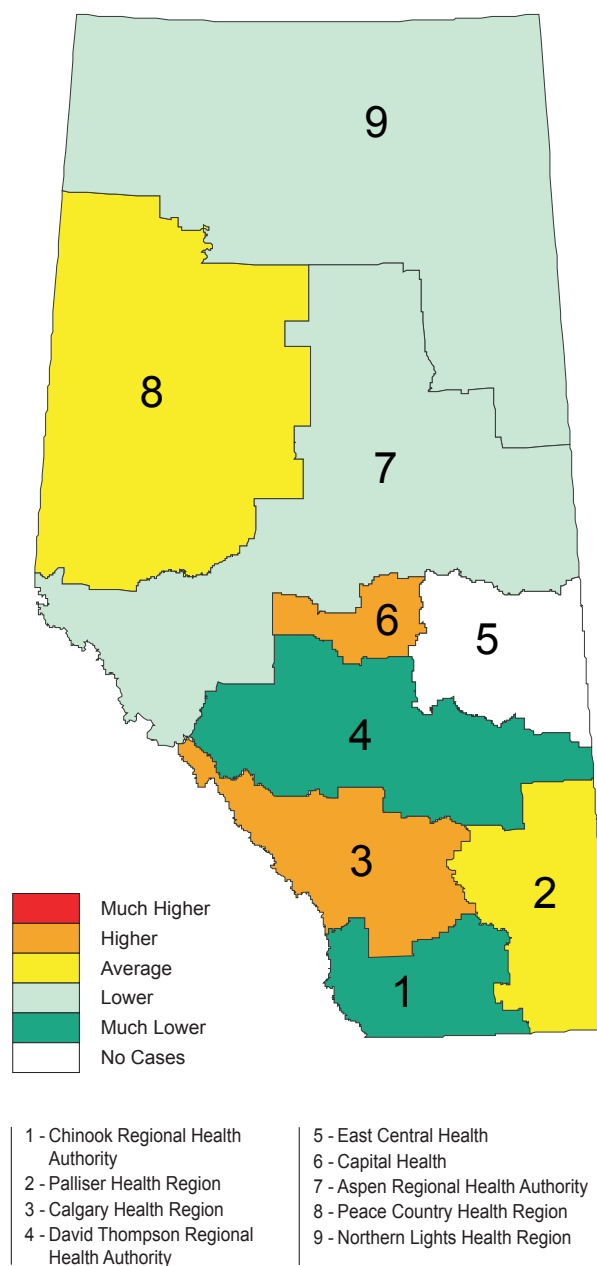 9
8
7
6
5
4
3
2
1
Much Higher
Higher
Average
Lower
Much Lower
No Cases
1 - Chinook Regional Health
Authority
2 - Palliser Health Region
3 - Calgary Health Region
4 - David Thompson Regional
Health Authority
5 - East Central Health
6 - Capital Health
7 - Aspen Regional Health Authority
8 - Peace Country Health Region
9 - Northern Lights Health Region